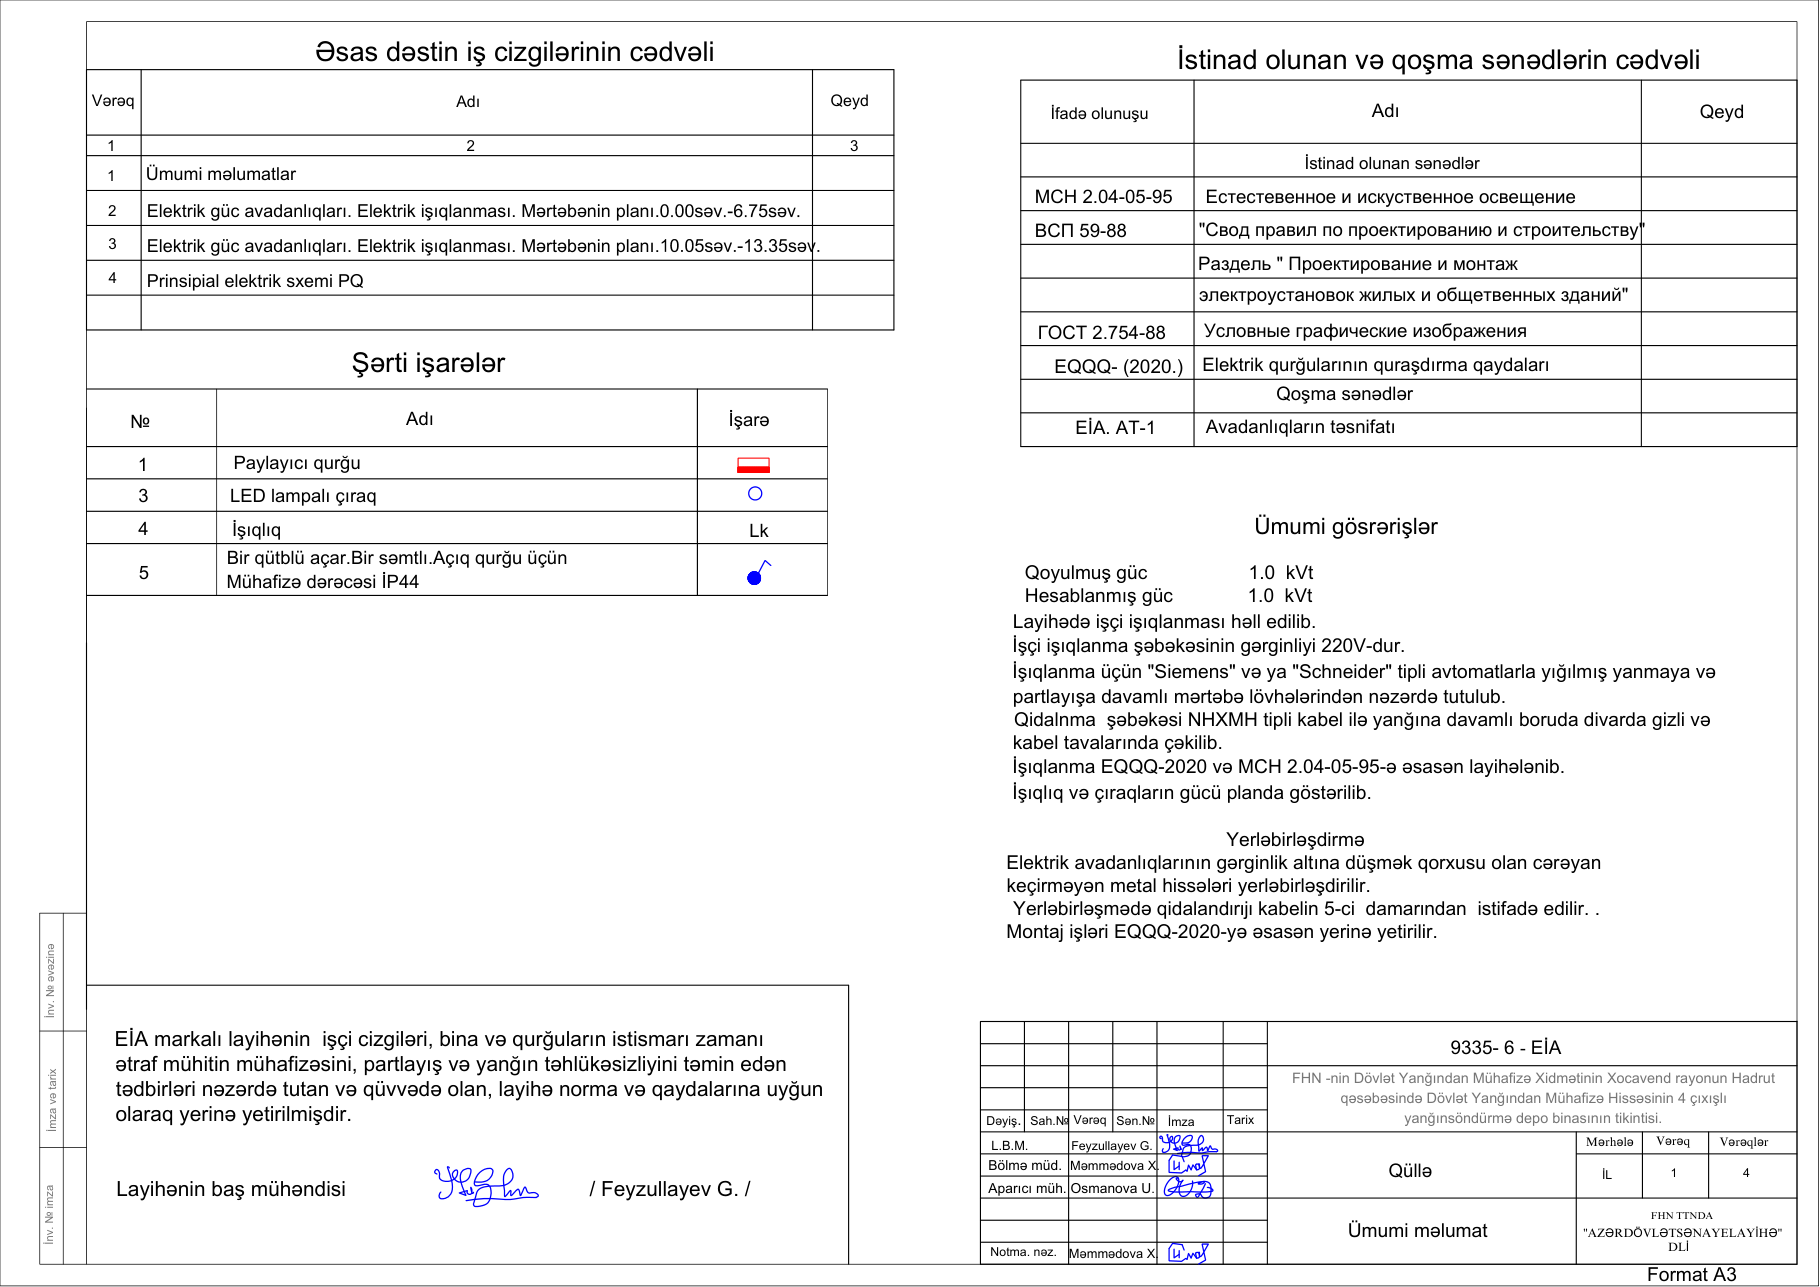 Əsas dəstin iş cizgilərinin cədvəli
Vərəq Adı Qeyd
1 2 3
1 Ümumi məlumatlar
2 Elektrik güc avadanlıqları. Elektrik işıqlanması. Mərtəbənin planı.0.00səv.-6.75səv.
3 Elektrik güc avadanlıqları. Elektrik işıqlanması. Mərtəbənin planı.10.05səv.-13.35səv.
4 Prinsipial elektrik sxemi PQ
Şərti işarələr
№ Adı İşarə
1 Paylayıcı qurğu
3 LED lampalı çıraq
4 İşıqlıq Lk
5 Bir qütblü açar.Bir səmtlı.Açıq qurğu üçün
Mühafizə dərəcəsi İP44
EİA markalı layihənin işçi cizgiləri, bina və qurğuların istismarı zamanı
ətraf mühitin mühafizəsini, partlayış və yanğın təhlükəsizliyini təmin edən
tədbirləri nəzərdə tutan və qüvvədə olan, layihə norma və qaydalarına uyğun
olaraq yerinə yetirilmişdir.
Layihənin baş mühəndisi / Feyzullayev G. /
İnv. № əvəzinə
İmza və tarix
İnv. № imza
İstinad olunan və qoşma sənədlərin cədvəli
İfadə olunuşu Adı Qeyd
İstinad olunan sənədlər
МСН 2.04-05-95 Естестевенное и искуственное освещение
ВСП 59-88 "Свод правил по проектированию и строительству"
Раздель " Проектирование и монтаж
электроустановок жилых и общетвенных зданий"
ГОСТ 2.754-88 Условные графические изображения
EQQQ- (2020.) Elektrik qurğularının quraşdırma qaydaları
Qoşma sənədlər
EİA. AT-1 Avadanlıqların təsnifatı
Ümumi gösrərişlər
Qoyulmuş güc 1.0 kVt
Hesablanmış güc 1.0 kVt
Layihədə işçi işıqlanması həll edilib.
İşçi işıqlanma şəbəkəsinin gərginliyi 220V-dur.
İşıqlanma üçün "Siemens" və ya "Schneider" tipli avtomatlarla yığılmış yanmaya və
partlayışa davamlı mərtəbə lövhələrindən nəzərdə tutulub.
Qidalnma şəbəkəsi NHXMH tipli kabel ilə yanğına davamlı boruda divarda gizli və
kabel tavalarında çəkilib.
İşıqlanma EQQQ-2020 və MCH 2.04-05-95-ə əsasən layihələnib.
İşıqlıq və çıraqların gücü planda göstərilib.
Yerləbirləşdirmə
Elektrik avadanlıqlarının gərginlik altına düşmək qorxusu olan cərəyan
keçirməyən metal hissələri yerləbirləşdirilir.
Yerləbirləşmədə qidalandırıjı kabelin 5-ci damarından istifadə edilir. .
Montaj işləri EQQQ-2020-yə əsasən yerinə yetirilir.
9335- 6 - EİA
FHN -nin Dövlət Yanğından Mühafizə Xidmətinin Xocavend rayonun Hadrut
qəsəbəsində Dövlət Yanğından Mühafizə Hissəsinin 4 çıxışlı
yanğınsöndürmə depo binasının tikintisi.
Dəyiş. Sah.№ Vərəq Sən.№ İmza Tarix
L.B.M. Feyzullayev G.
Bölmə müd. Məmmədova X.
Aparıcı müh. Osmanova U.
Notma. nəz. Məmmədova X.
Qüllə
Mərhələ Vərəq Vərəqlər
İL 1 4
Ümumi məlumat
FHN TTNDA
"AZƏRDÖVLƏTSƏNAYELAYİHƏ"
DLİ
Format A3